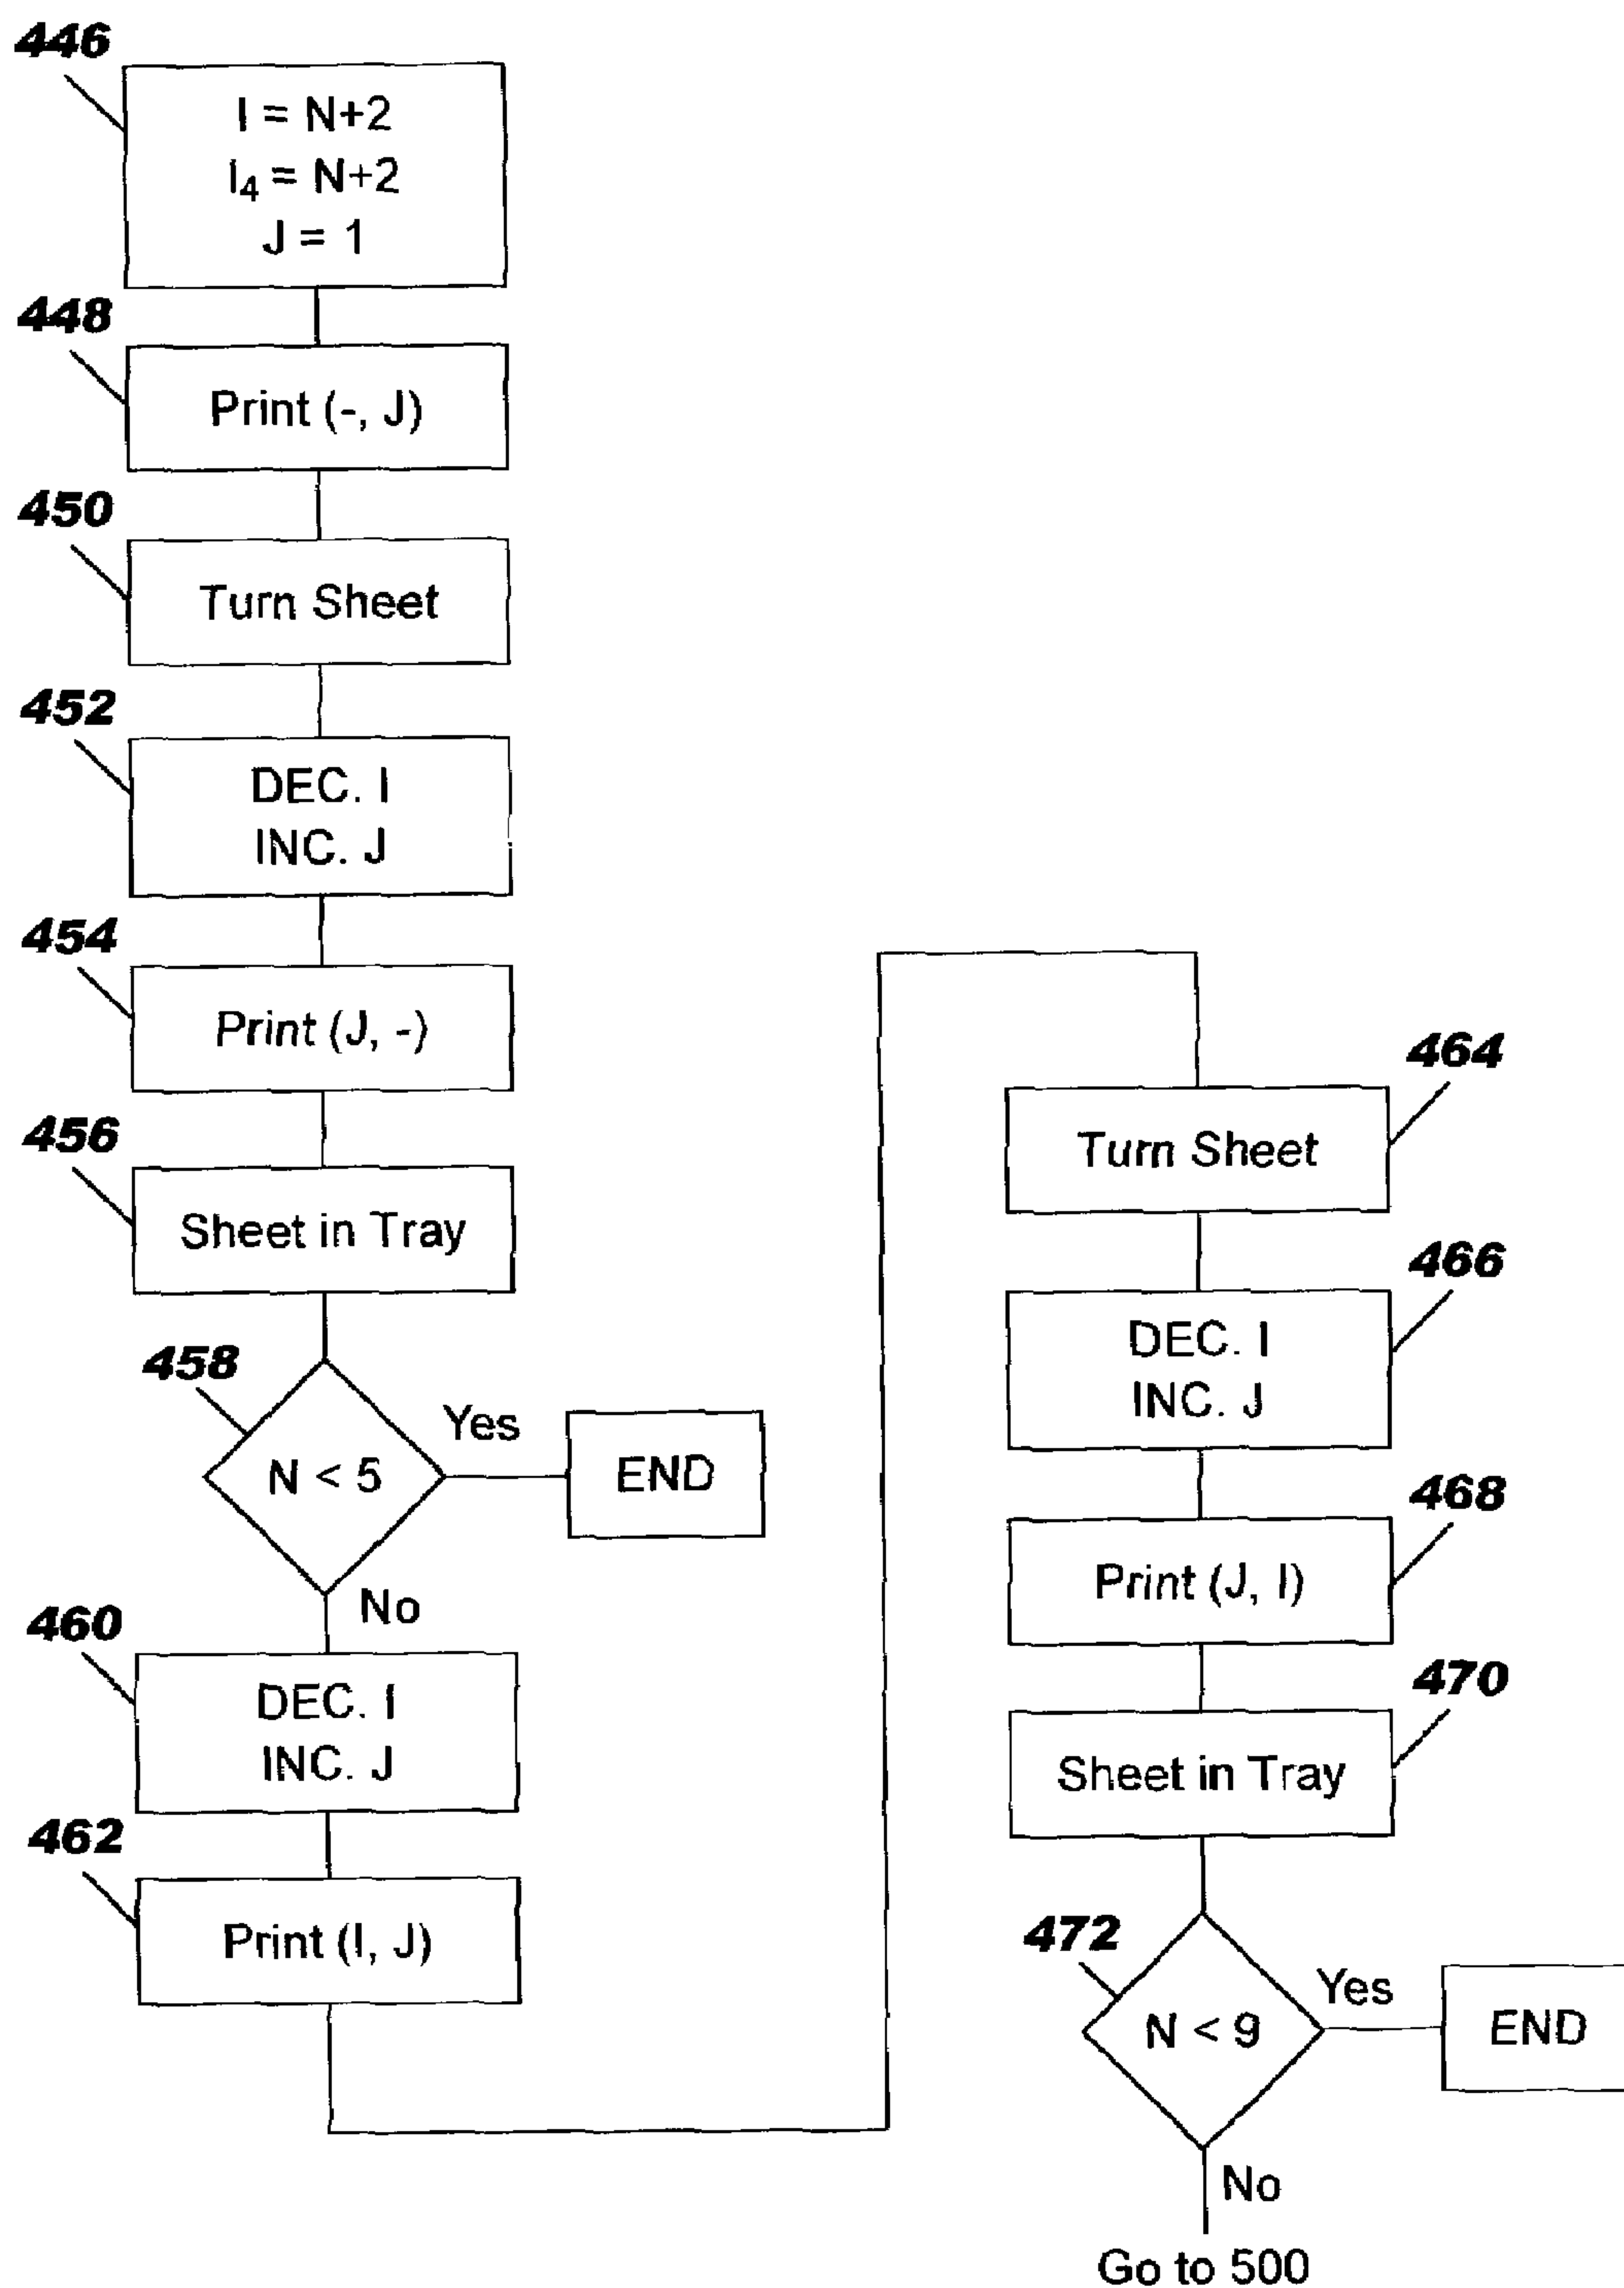 446
I = N+2
I₄ = N+2
J = 1
448
Print (-, J)
450
Turn Sheet
452
DEC. I
INC. J
454
Print (J, -)
456
Sheet in Tray
458
N < 5
Yes
END
No
460
DEC. I
INC. J
462
Print (I, J)
464
Turn Sheet
466
DEC. I
INC. J
468
Print (J, I)
470
Sheet in Tray
472
N < 9
Yes
END
No
Go to 500